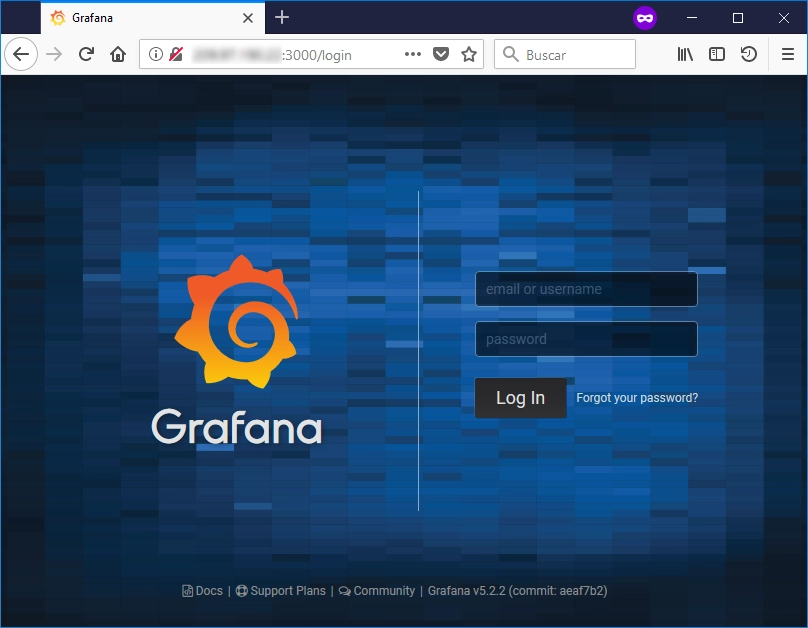 Grafana
:3000/login
Buscar
email or username
password
Log In Forgot your password?
Grafana
Docs | Support Plans | Community | Grafana v5.2.2 (commit: aeaf7b2)